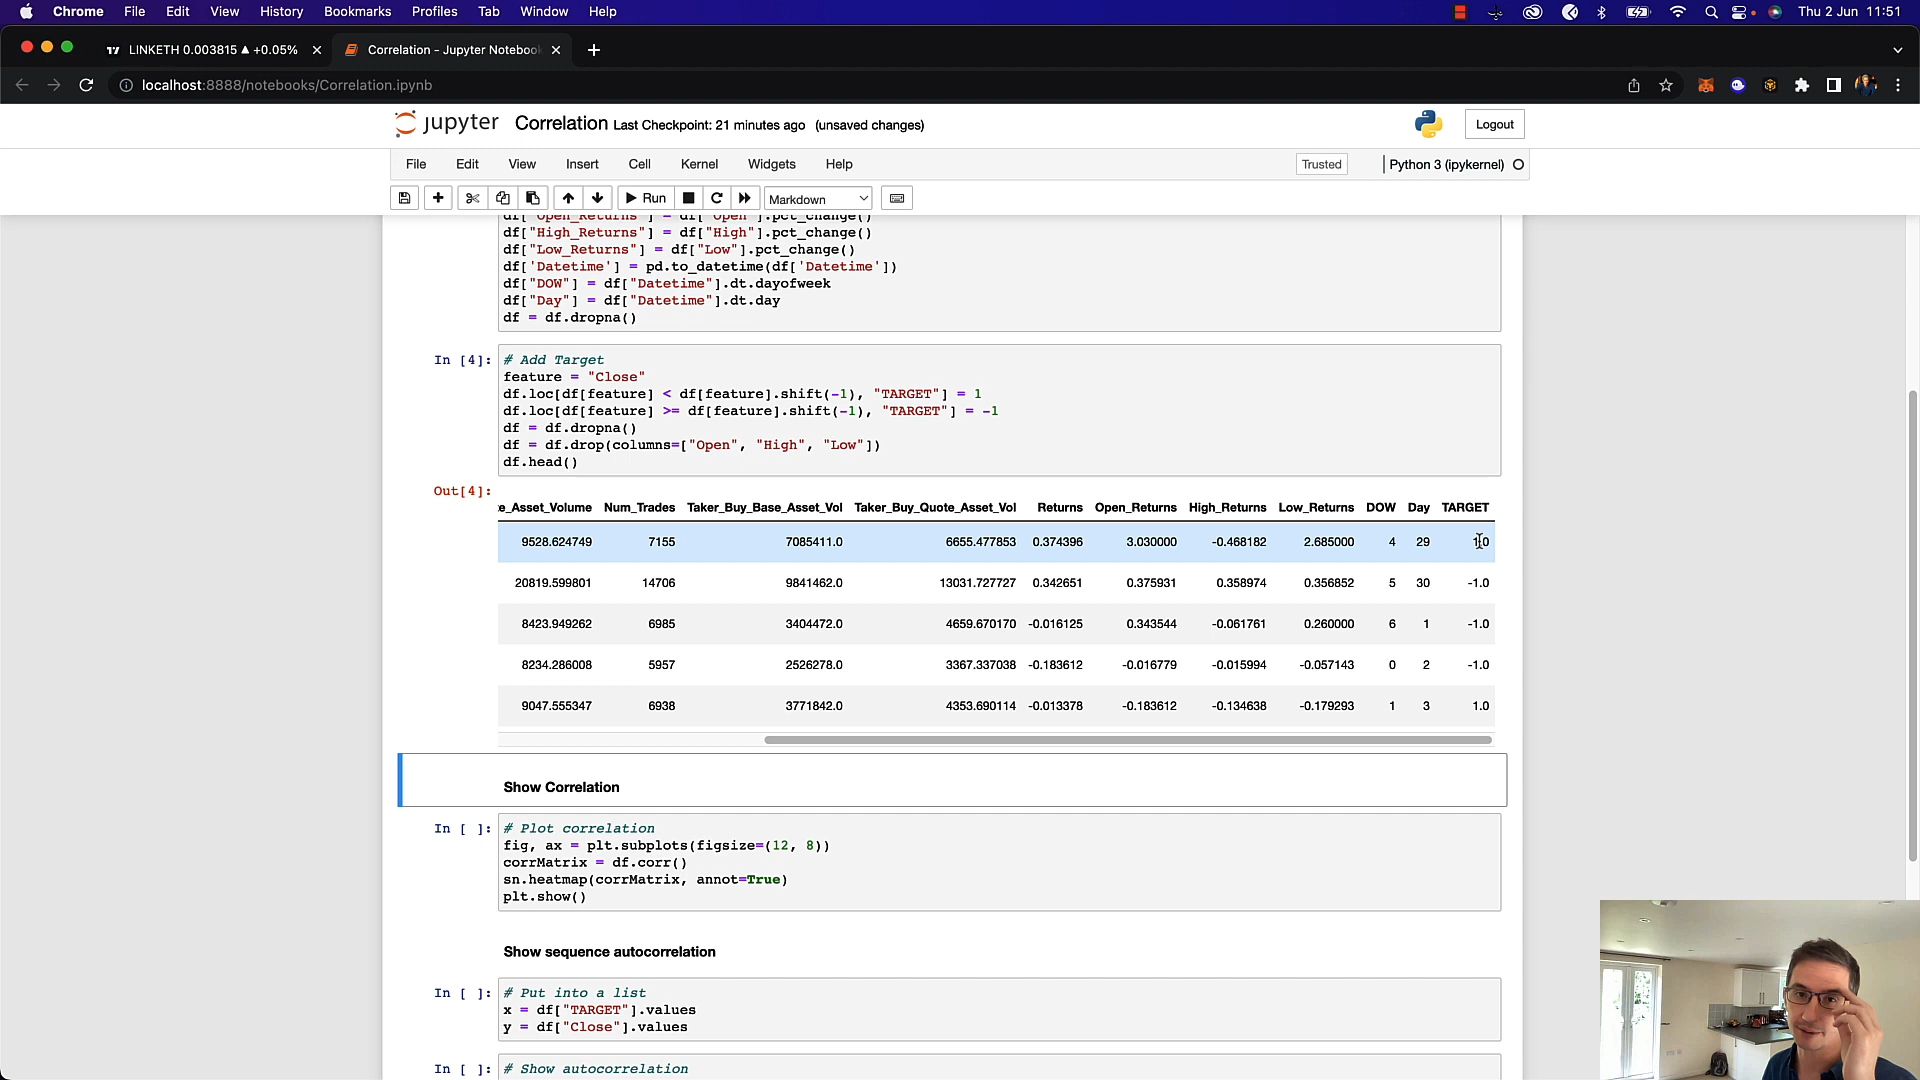 Chrome File Edit View History Bookmarks Profiles Tab Window Help Thu 2 Jun 11:51
LINKETH 0.003815 ▲ +0.05% Correlation - Jupyter Notebook
localhost:8888/notebooks/Correlation.ipynb
jupyter Correlation Last Checkpoint: 21 minutes ago (unsaved changes) Logout
File Edit View Insert Cell Kernel Widgets Help Trusted Python 3 (ipykernel)
Run Markdown
df["Open_Returns"] = df["Open"].pct_change()
df["High_Returns"] = df["High"].pct_change()
df["Low_Returns"] = df["Low"].pct_change()
df['Datetime'] = pd.to_datetime(df['Datetime'])
df["DOW"] = df["Datetime"].dt.dayofweek
df["Day"] = df["Datetime"].dt.day
df = df.dropna()
In [4]: # Add Target
feature = "Close"
df.loc[df[feature] < df[feature].shift(-1), "TARGET"] = 1
df.loc[df[feature] >= df[feature].shift(-1), "TARGET"] = -1
df = df.dropna()
df = df.drop(columns=["Open", "High", "Low"])
df.head()
Out[4]:
e_Asset_Volume Num_Trades Taker_Buy_Base_Asset_Vol Taker_Buy_Quote_Asset_Vol Returns Open_Returns High_Returns Low_Returns DOW Day TARGET
9528.624749 7155 7085411.0 6655.477853 0.374396 3.030000 -0.468182 2.685000 4 29 1.0
20819.599801 14706 9841462.0 13031.727727 0.342651 0.375931 0.358974 0.356852 5 30 -1.0
8423.949262 6985 3404472.0 4659.670170 -0.016125 0.343544 -0.061761 0.260000 6 1 -1.0
8234.286008 5957 2526278.0 3367.337038 -0.183612 -0.016779 -0.015994 -0.057143 0 2 -1.0
9047.555347 6938 3771842.0 4353.690114 -0.013378 -0.183612 -0.134638 -0.179293 1 3 1.0
Show Correlation
In [ ]: # Plot correlation
fig, ax = plt.subplots(figsize=(12, 8))
corrMatrix = df.corr()
sn.heatmap(corrMatrix, annot=True)
plt.show()
Show sequence autocorrelation
In [ ]: # Put into a list
x = df["TARGET"].values
y = df["Close"].values
In [ ]: # Show autocorrelation